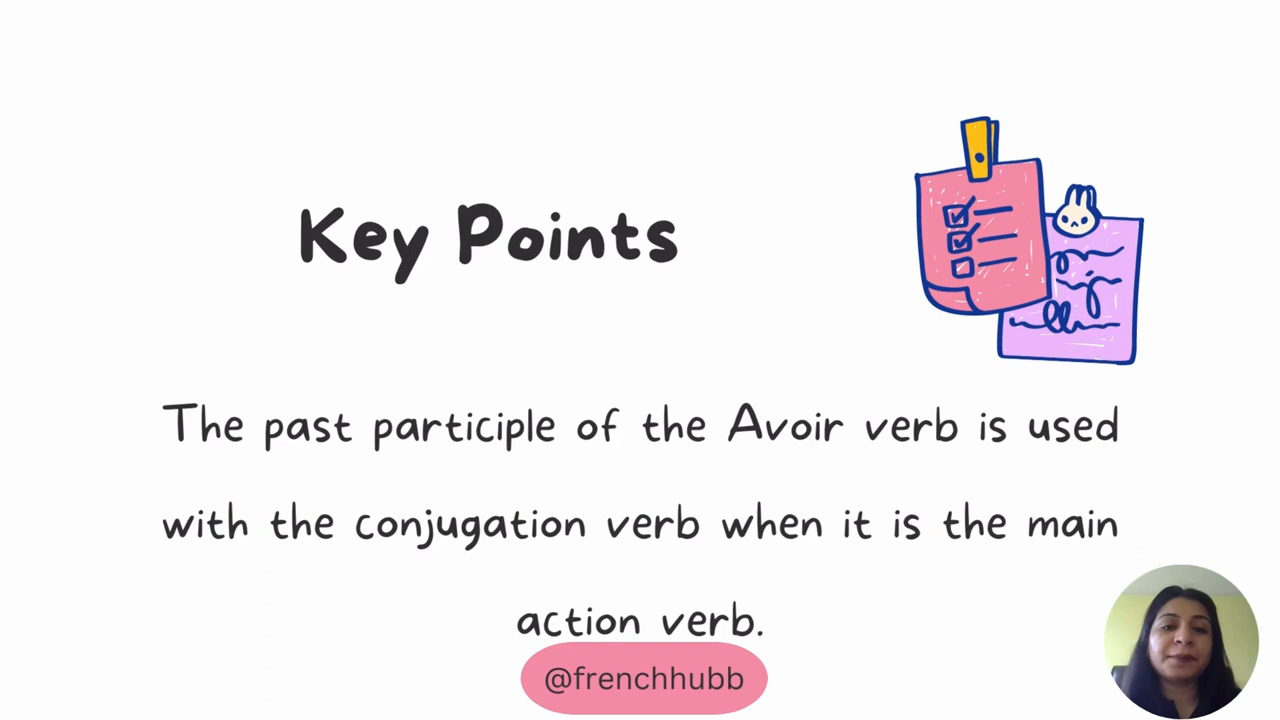 Key Points
The past participle of the Avoir verb is used
with the conjugation verb when it is the main
action verb.
@frenchhubb